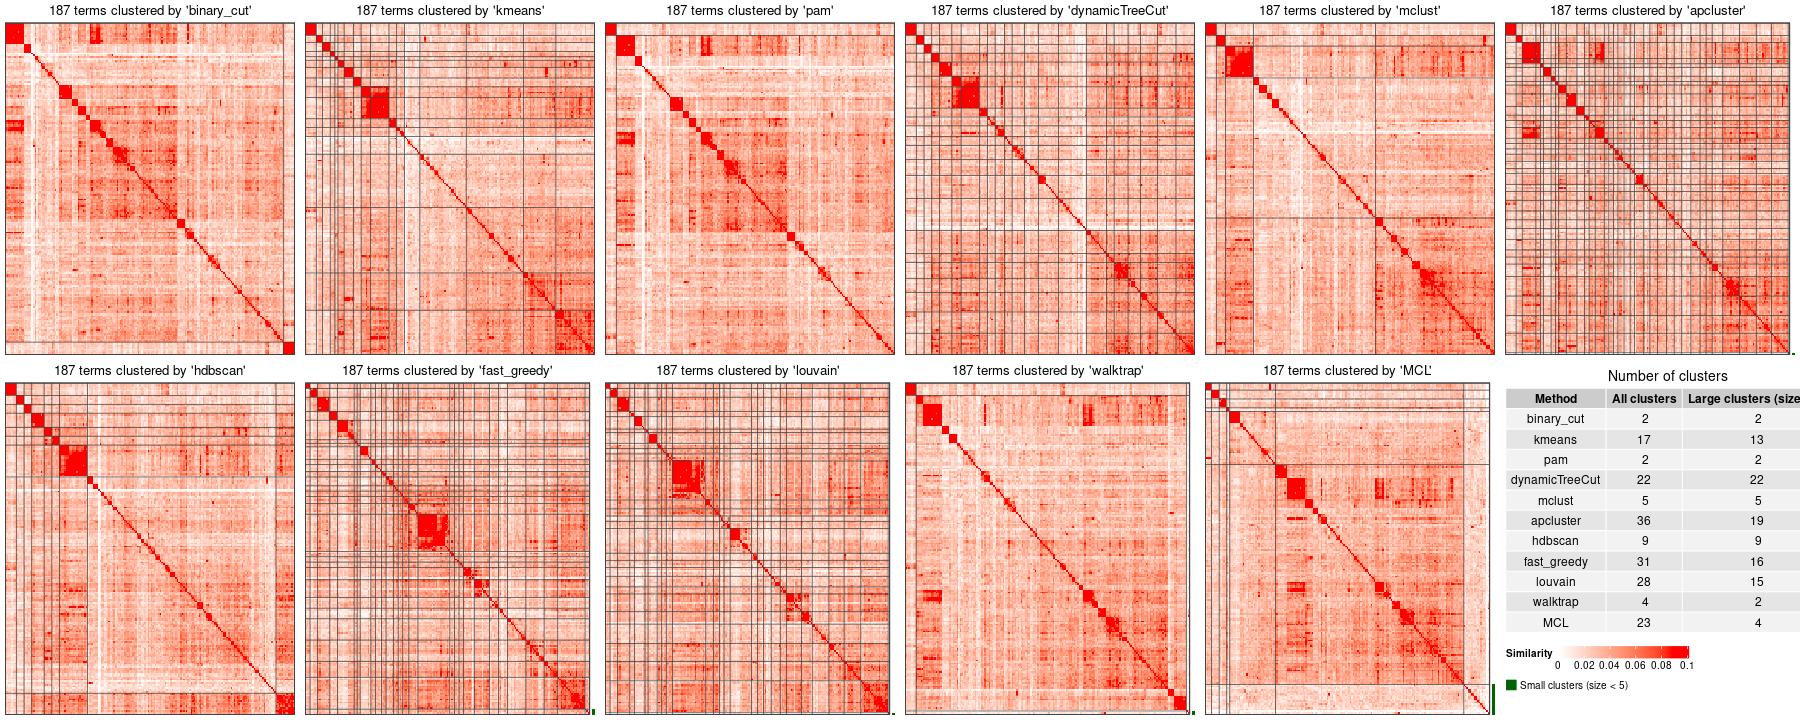 187 terms clustered by 'binary_cut'
187 terms clustered by 'kmeans'
187 terms clustered by 'pam'
187 terms clustered by 'dynamicTreeCut'
187 terms clustered by 'mclust'
187 terms clustered by 'apcluster'
187 terms clustered by 'hdbscan'
187 terms clustered by 'fast_greedy'
187 terms clustered by 'louvain'
187 terms clustered by 'walktrap'
187 terms clustered by 'MCL'
Number of clusters
Method All clusters Large clusters (size
binary_cut 2 2
kmeans 17 13
pam 2 2
dynamicTreeCut 22 22
mclust 5 5
apcluster 36 19
hdbscan 9 9
fast_greedy 31 16
louvain 28 15
walktrap 4 2
MCL 23 4
Similarity
0 0.02 0.04 0.06 0.08 0.1
Small clusters (size < 5)